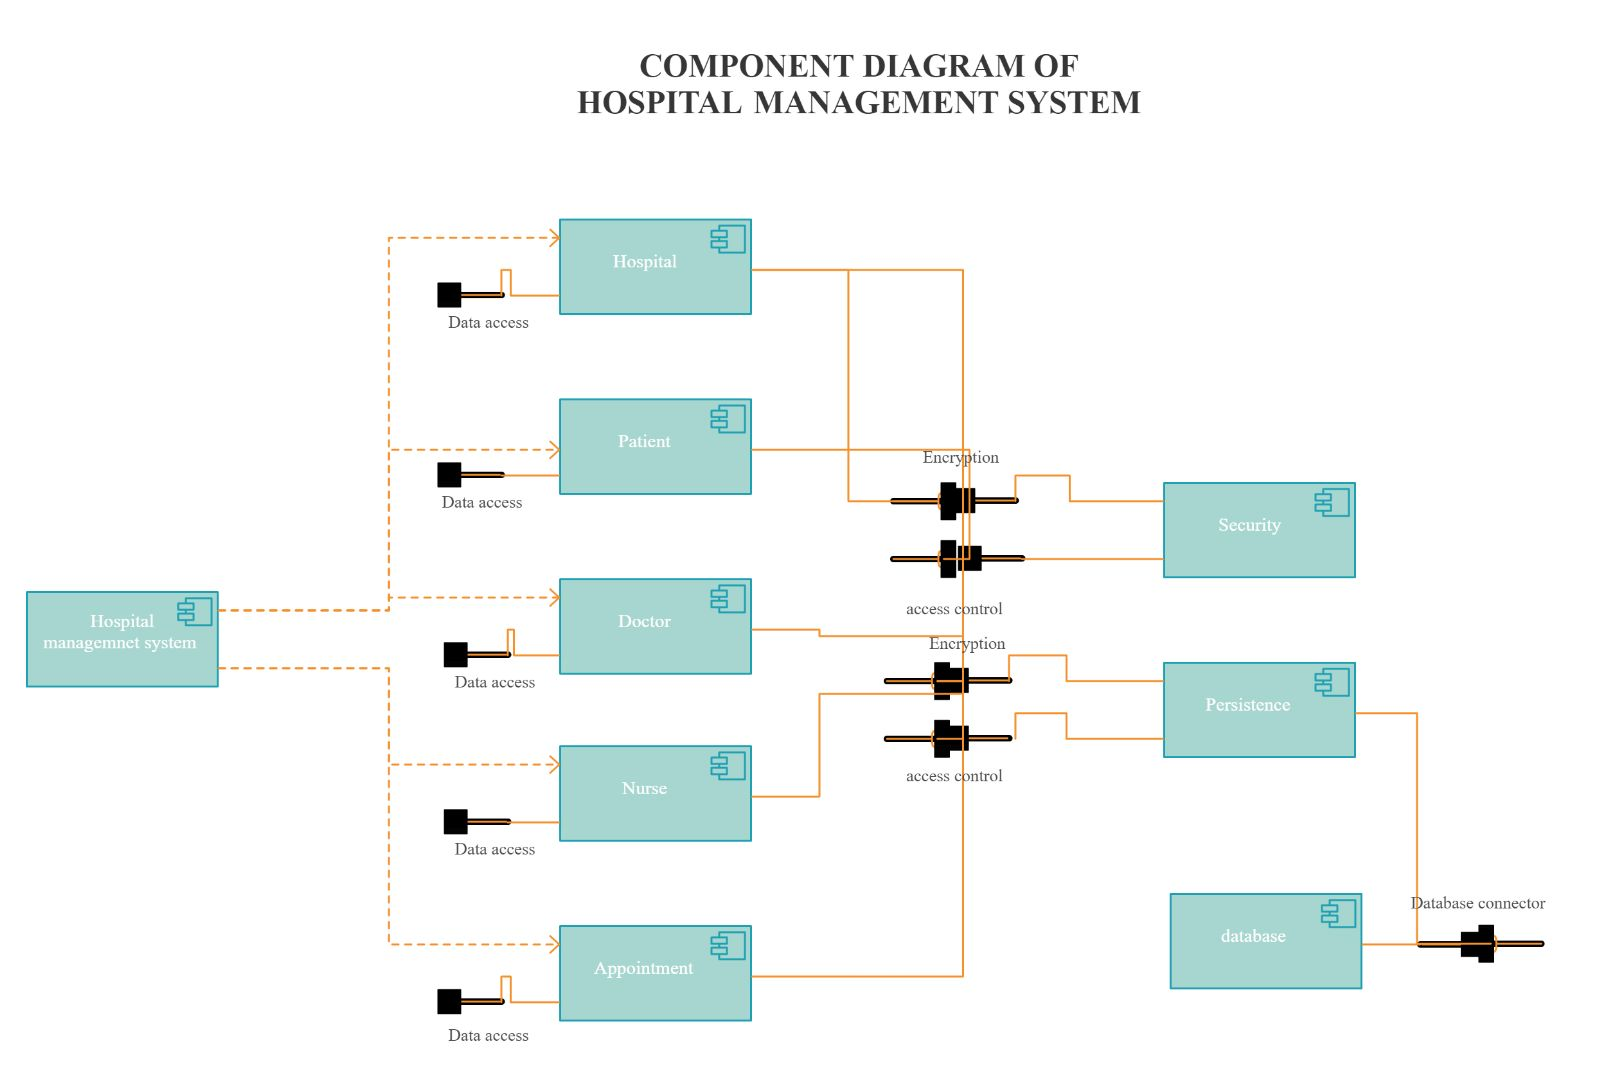 COMPONENT DIAGRAM OF
HOSPITAL MANAGEMENT SYSTEM
Hospital
Data access
Patient
Data access
Encryption
Security
access control
Hospital
managemnet system
Doctor
Data access
Encryption
Persistence
access control
Nurse
Data access
Database connector
database
Appointment
Data access